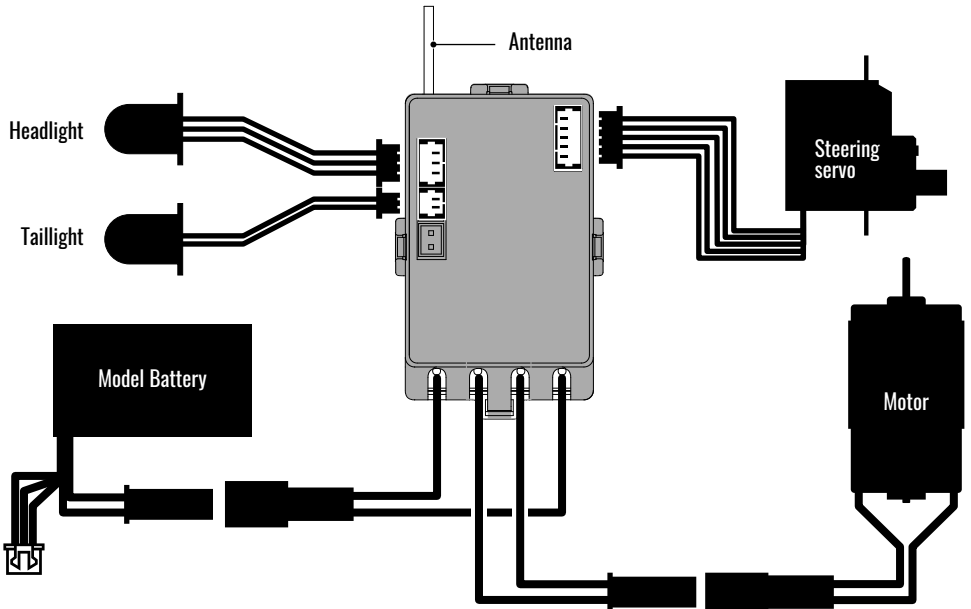 Antenna
Headlight
Steering
servo
Taillight
Model Battery
Motor